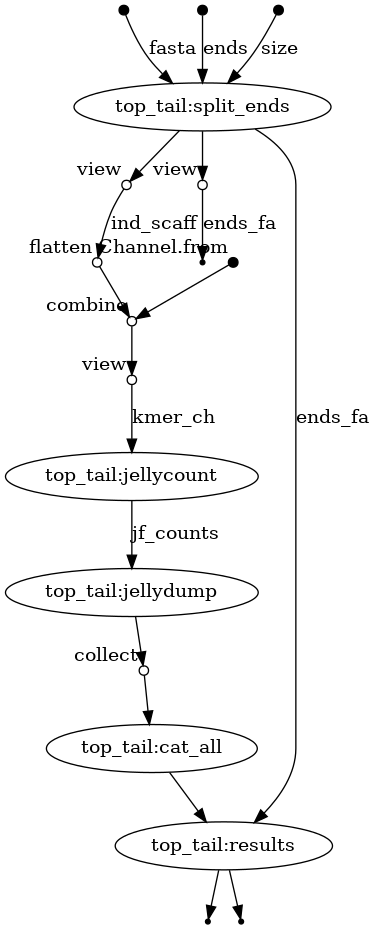 fasta ends size
top_tail:split_ends
view view
ind_scaff ends_fa
flatten Channel.from
combine
view
kmer_ch ends_fa
top_tail:jellycount
jf_counts
top_tail:jellydump
collect
top_tail:cat_all
top_tail:results